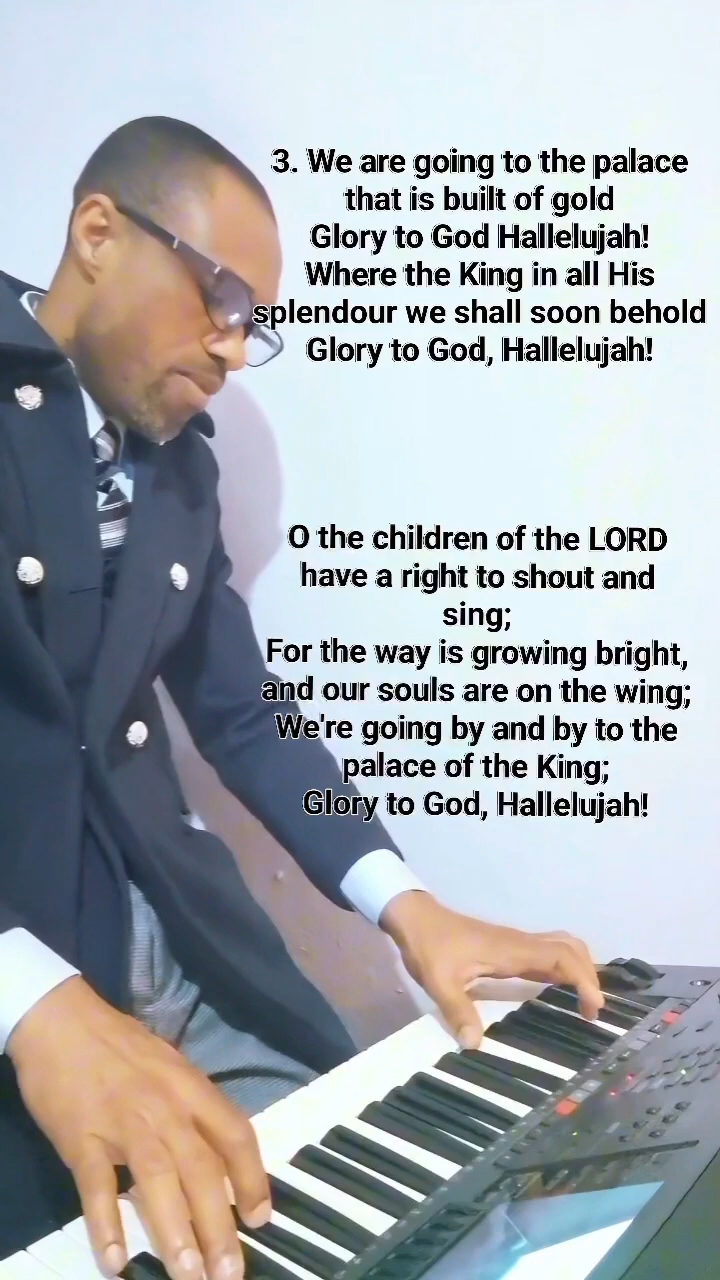 3. We are going to the palace
that is built of gold
Glory to God Hallelujah!
Where the King in all His
splendour we shall soon behold
Glory to God, Hallelujah!
O the children of the LORD
have a right to shout and
sing;
For the way is growing bright,
and our souls are on the wing;
We're going by and by to the
palace of the King;
Glory to God, Hallelujah!